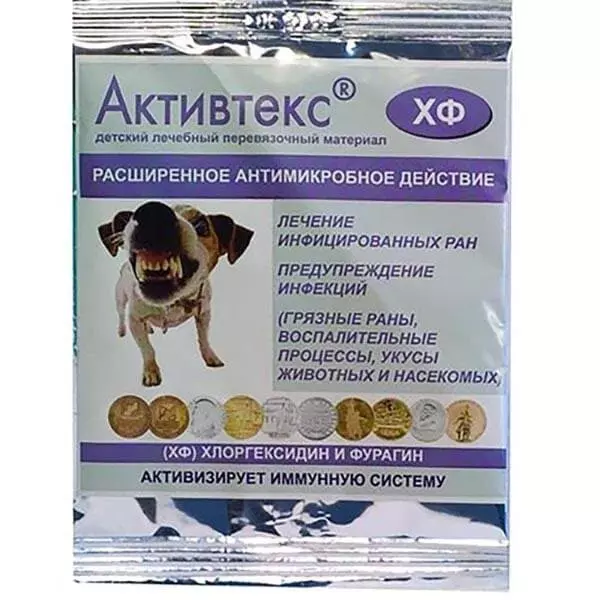 Активтекс® ХФ
детский лечебный перевязочный материал
РАСШИРЕННОЕ АНТИМИКРОБНОЕ ДЕЙСТВИЕ
ЛЕЧЕНИЕ
ИНФИЦИРОВАННЫХ РАН
ПРЕДУПРЕЖДЕНИЕ
ИНФЕКЦИЙ
(ГРЯЗНЫЕ РАНЫ,
ВОСПАЛИТЕЛЬНЫЕ
ПРОЦЕССЫ, УКУСЫ
ЖИВОТНЫХ И НАСЕКОМЫХ)
(ХФ) ХЛОРГЕКСИДИН И ФУРАГИН
АКТИВИЗИРУЕТ ИММУННУЮ СИСТЕМУ